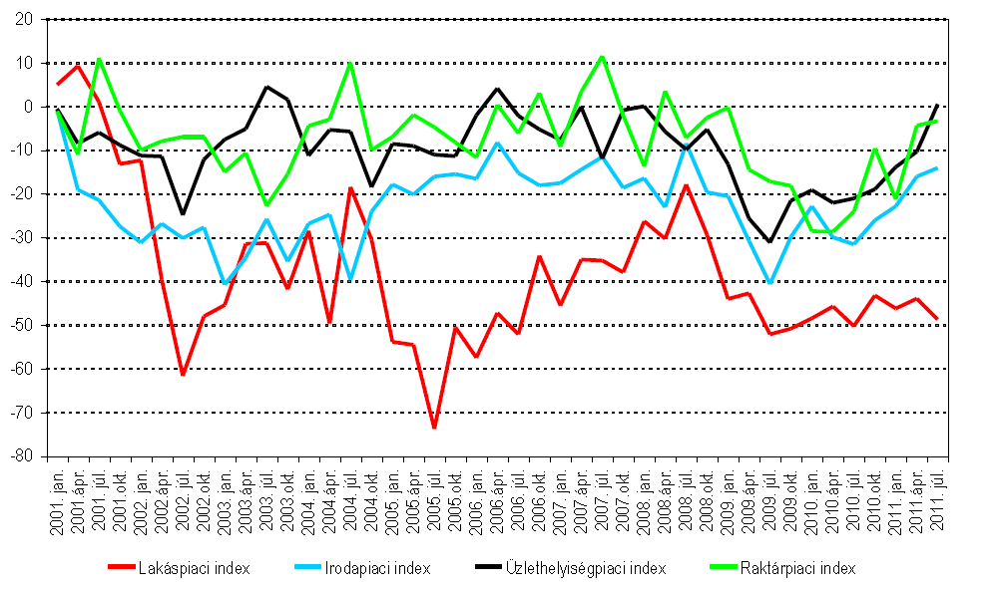 20
10
0
-10
-20
-30
-40
-50
-60
-70
-80
2001. jan.
2001. ápr.
2001. júl.
2001.okt.
2002. jan.
2002. ápr.
2002. júl.
2002.okt.
2003. jan.
2003. ápr.
2003. júl.
2003.okt.
2004. jan.
2004. ápr.
2004. júl.
2004.okt.
2005. jan.
2005 ápr.
2005. júl.
2005.okt.
2006. jan.
2006 ápr.
2006. júl.
2006.okt.
2007. jan.
2007. ápr.
2007. júl.
2007.okt.
2008. jan.
2008. ápr.
2008. júl.
2008.okt.
2009. jan.
2009. ápr.
2009. júl.
2009.okt.
2010. jan.
2010 ápr.
2010. júl.
2010.okt.
2011. jan.
2011 ápr.
2011. júl.
Lakáspiaci index Irodapiaci index Üzlethelyiségpiaci index Raktárpiaci index